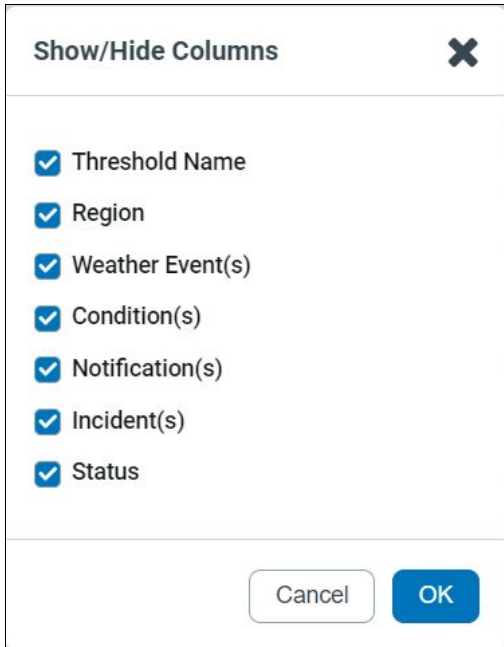 Show/Hide Columns
Threshold Name
Region
Weather Event(s)
Condition(s)
Notification(s)
Incident(s)
Status
Cancel OK